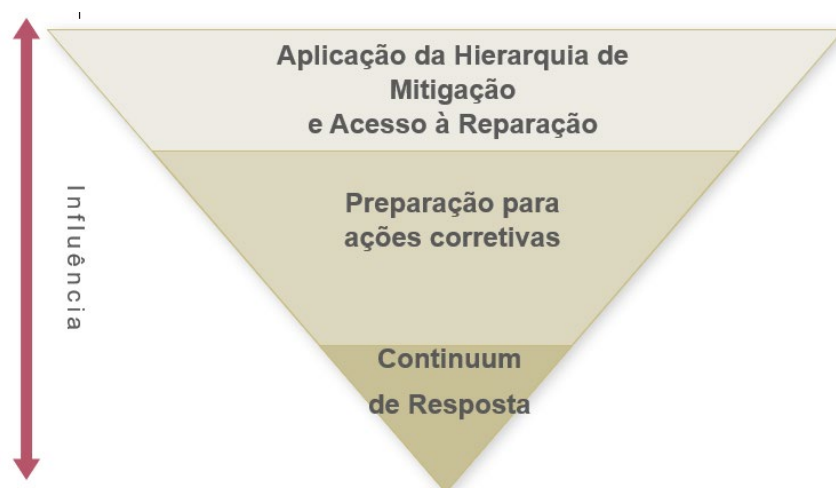 Aplicação da Hierarquia de
Mitigação
e Acesso à Reparação
Influência
Preparação para
ações corretivas
Continuum
de Resposta